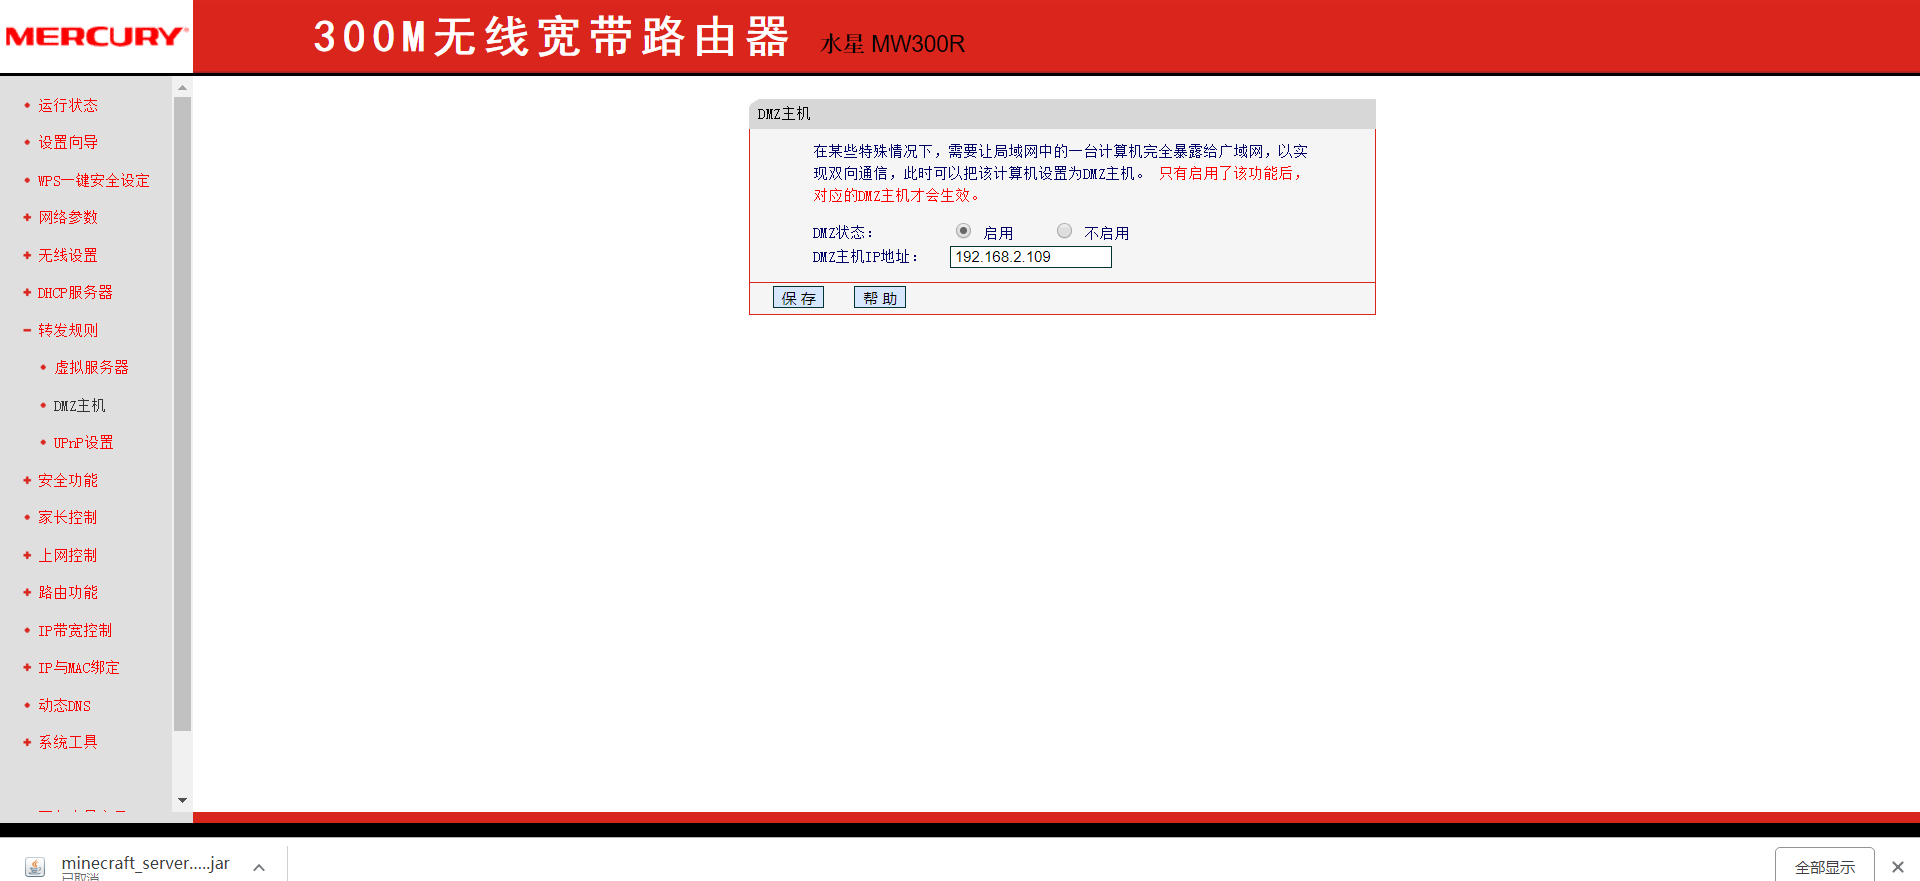 MERCURY
300M无线宽带路由器 水星 MW300R
运行状态
设置向导
WPS一键安全设定
网络参数
无线设置
DHCP服务器
转发规则
虚拟服务器
DMZ主机
UPnP设置
安全功能
家长控制
上网控制
路由功能
IP带宽控制
IP与MAC绑定
动态DNS
系统工具
DMZ主机
在某些特殊情况下，需要让局域网中的一台计算机完全暴露给广域网，以实
现双向通信，此时可以把该计算机设置为DMZ主机。 只有启用了该功能后，
对应的DMZ主机才会生效。
DMZ状态： 启用 不启用
DMZ主机IP地址： 192.168.2.109
保 存 帮 助
minecraft_server.....jar
已取消
全部显示